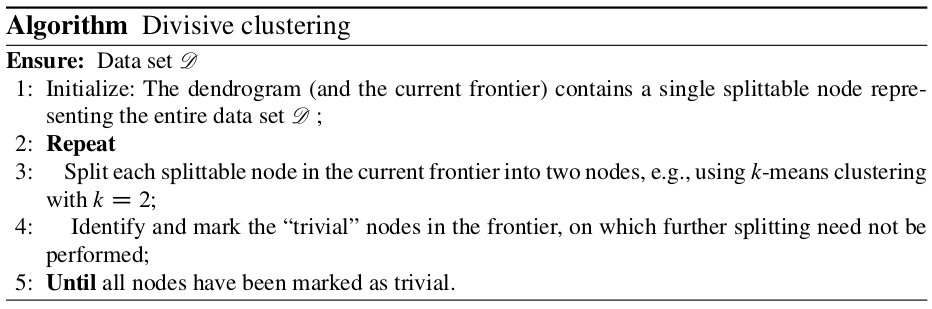 Algorithm Divisive clustering
Ensure: Data set 𝒟
1: Initialize: The dendrogram (and the current frontier) contains a single splittable node repre-
senting the entire data set 𝒟 ;
2: Repeat
3: Split each splittable node in the current frontier into two nodes, e.g., using k-means clustering
with k = 2;
4: Identify and mark the “trivial” nodes in the frontier, on which further splitting need not be
performed;
5: Until all nodes have been marked as trivial.